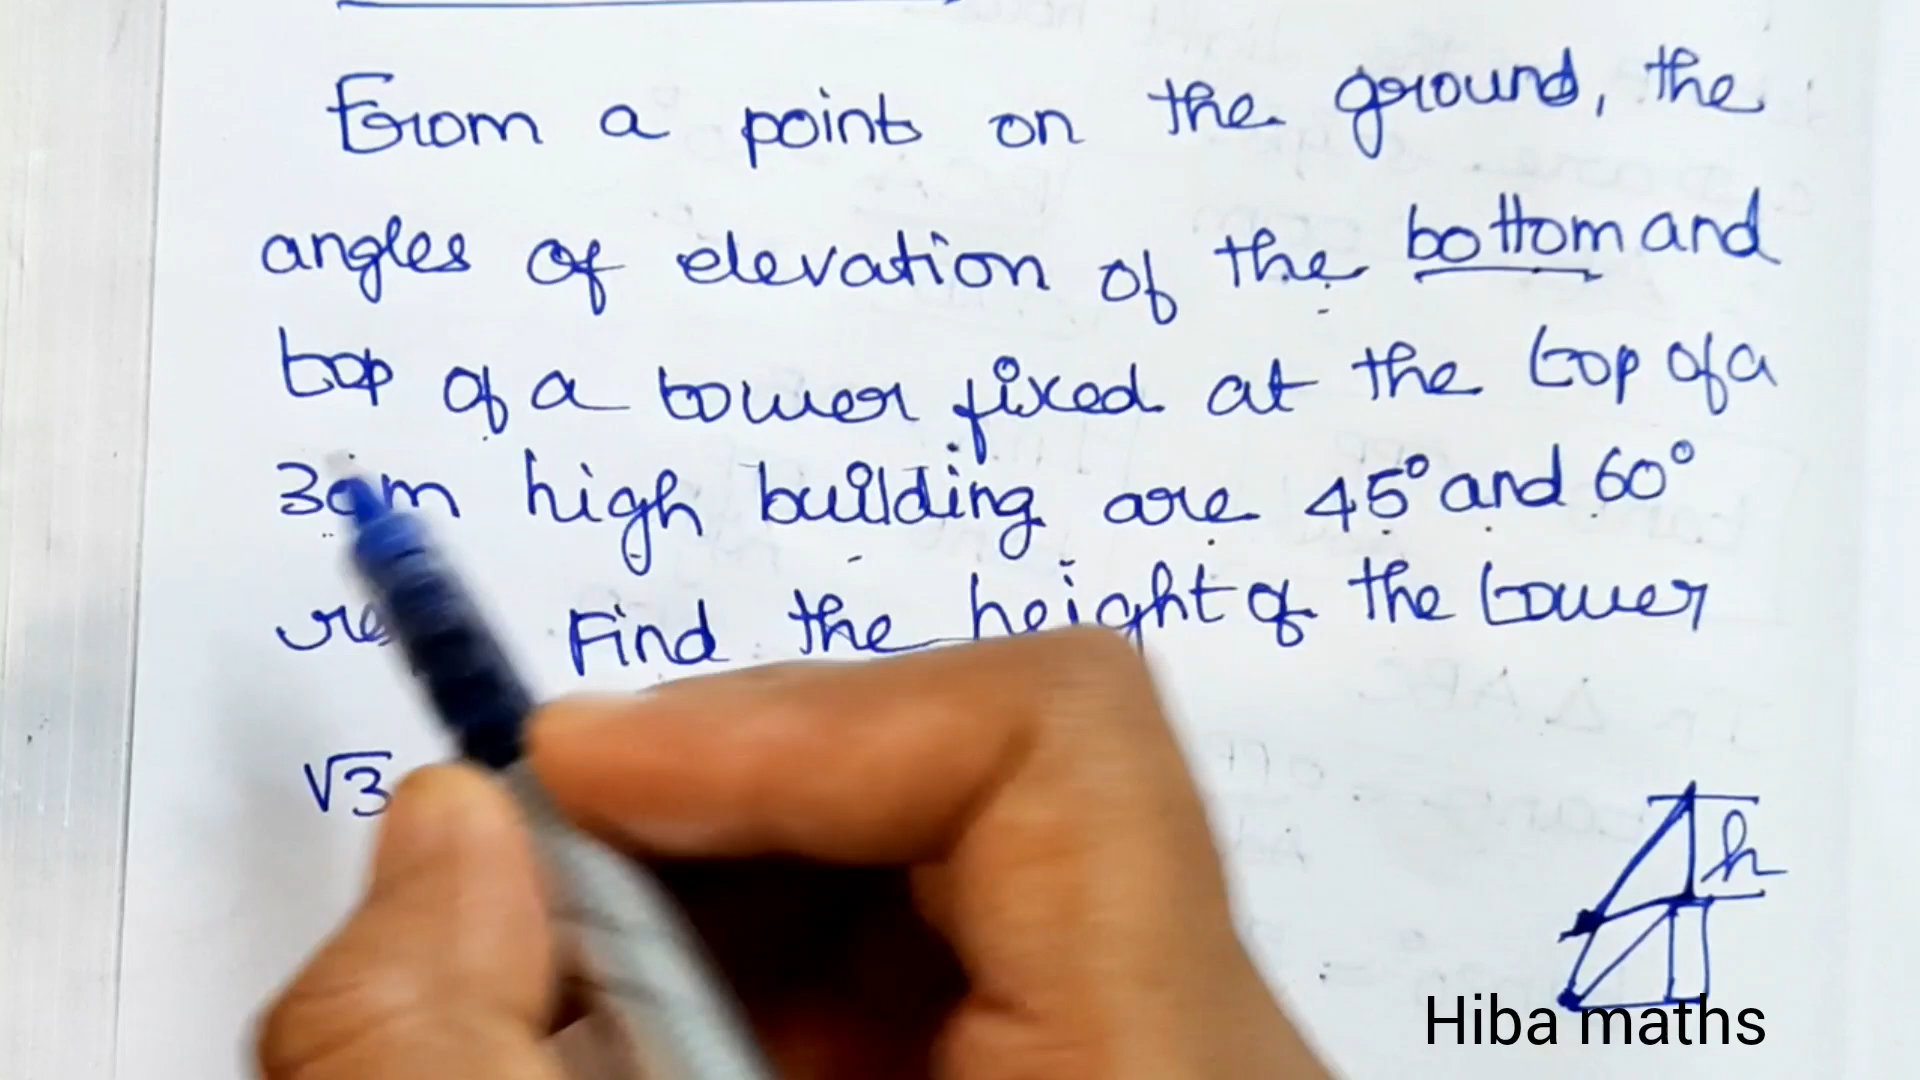 From a point on the ground, the
angles of elevation of the bottom and
top of a tower fixed at the top of a
30m high building are 45° and 60°
Find the height of the tower
√3
h
Hiba maths